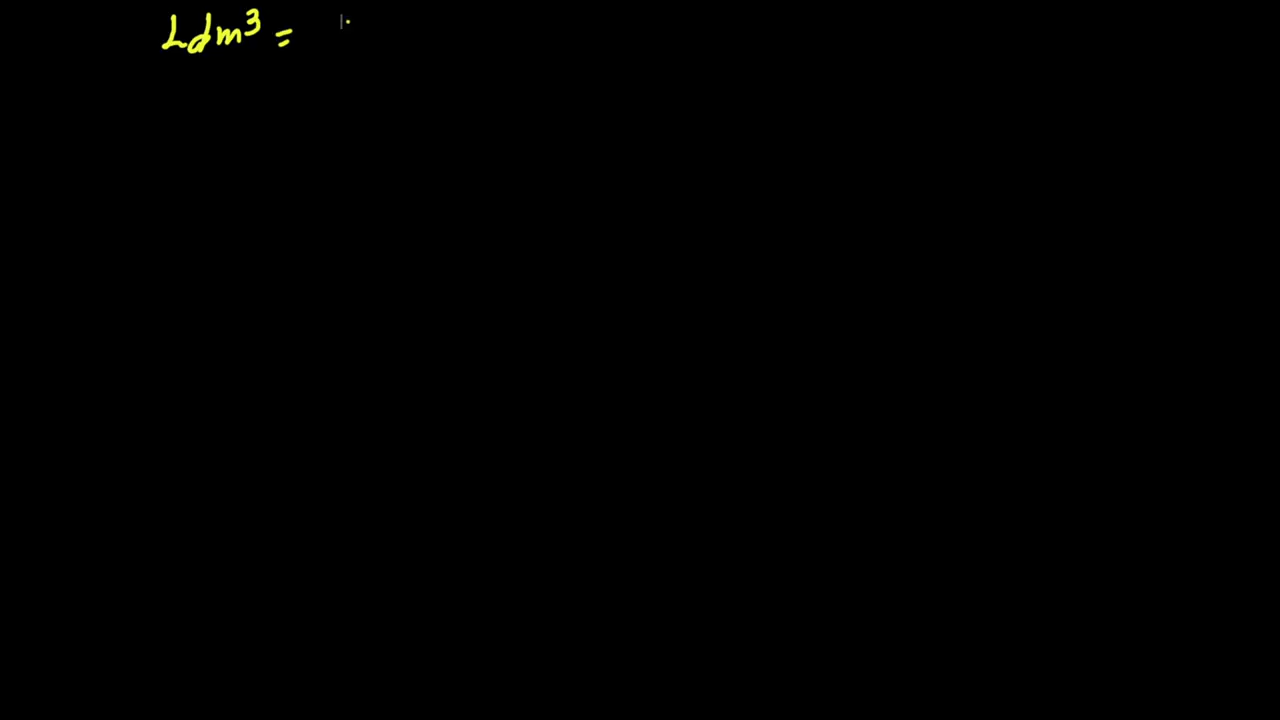 1dm³ =